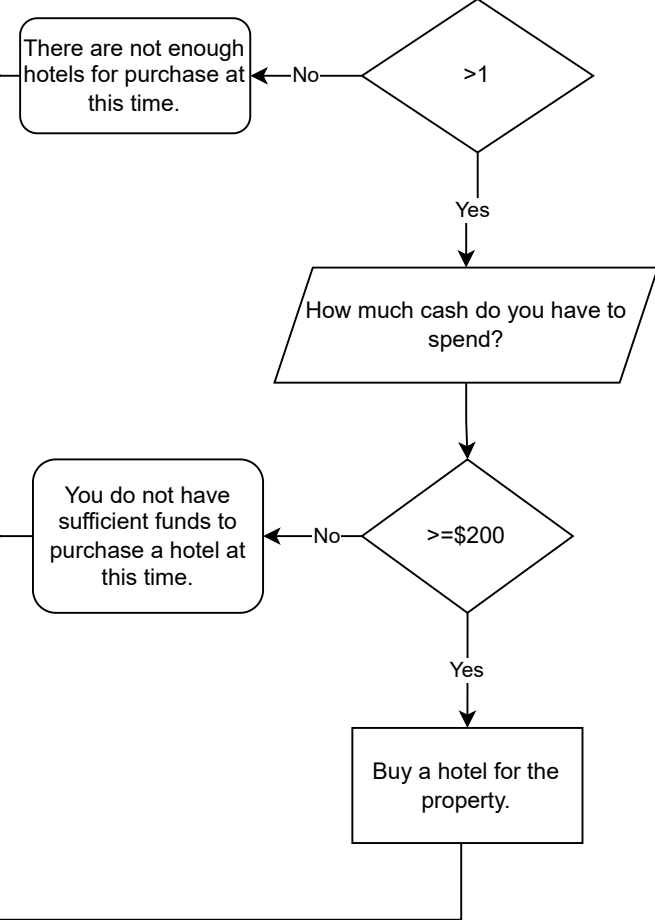 There are not enough
hotels for purchase at
this time.
No
>1
Yes
How much cash do you have to
spend?
You do not have
sufficient funds to
purchase a hotel at
this time.
No
>=$200
Yes
Buy a hotel for the
property.